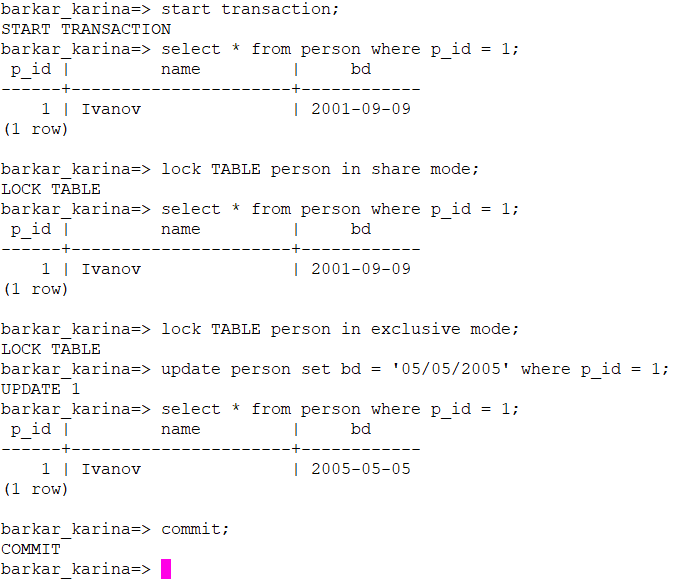 barkar_karina=> start transaction;
START TRANSACTION
barkar_karina=> select * from person where p_id = 1;
 p_id |         name         |     bd
------+----------------------+------------
    1 | Ivanov               | 2001-09-09
(1 row)

barkar_karina=> lock TABLE person in share mode;
LOCK TABLE
barkar_karina=> select * from person where p_id = 1;
 p_id |         name         |     bd
------+----------------------+------------
    1 | Ivanov               | 2001-09-09
(1 row)

barkar_karina=> lock TABLE person in exclusive mode;
LOCK TABLE
barkar_karina=> update person set bd = '05/05/2005' where p_id = 1;
UPDATE 1
barkar_karina=> select * from person where p_id = 1;
 p_id |         name         |     bd
------+----------------------+------------
    1 | Ivanov               | 2005-05-05
(1 row)

barkar_karina=> commit;
COMMIT
barkar_karina=>